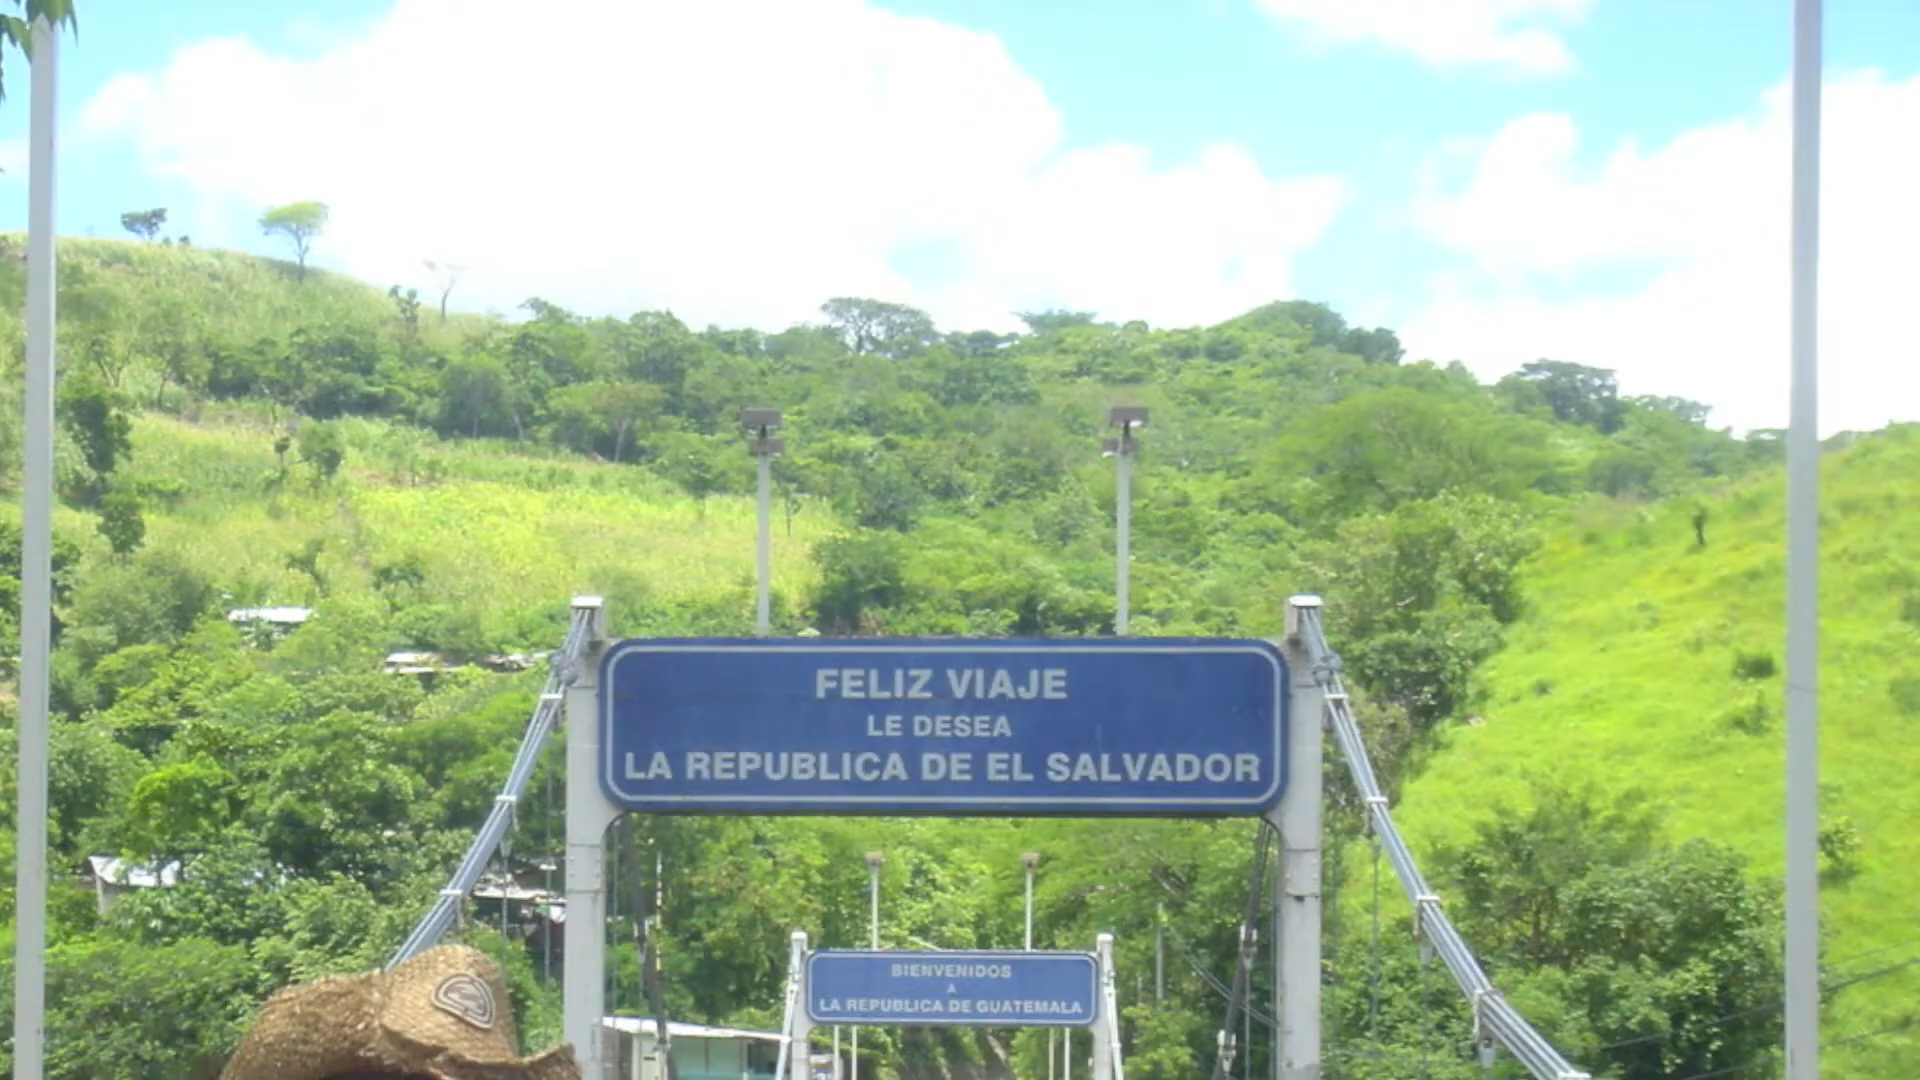 FELIZ VIAJE
LE DESEA
LA REPUBLICA DE EL SALVADOR
BIENVENIDOS
A
LA REPUBLICA DE GUATEMALA